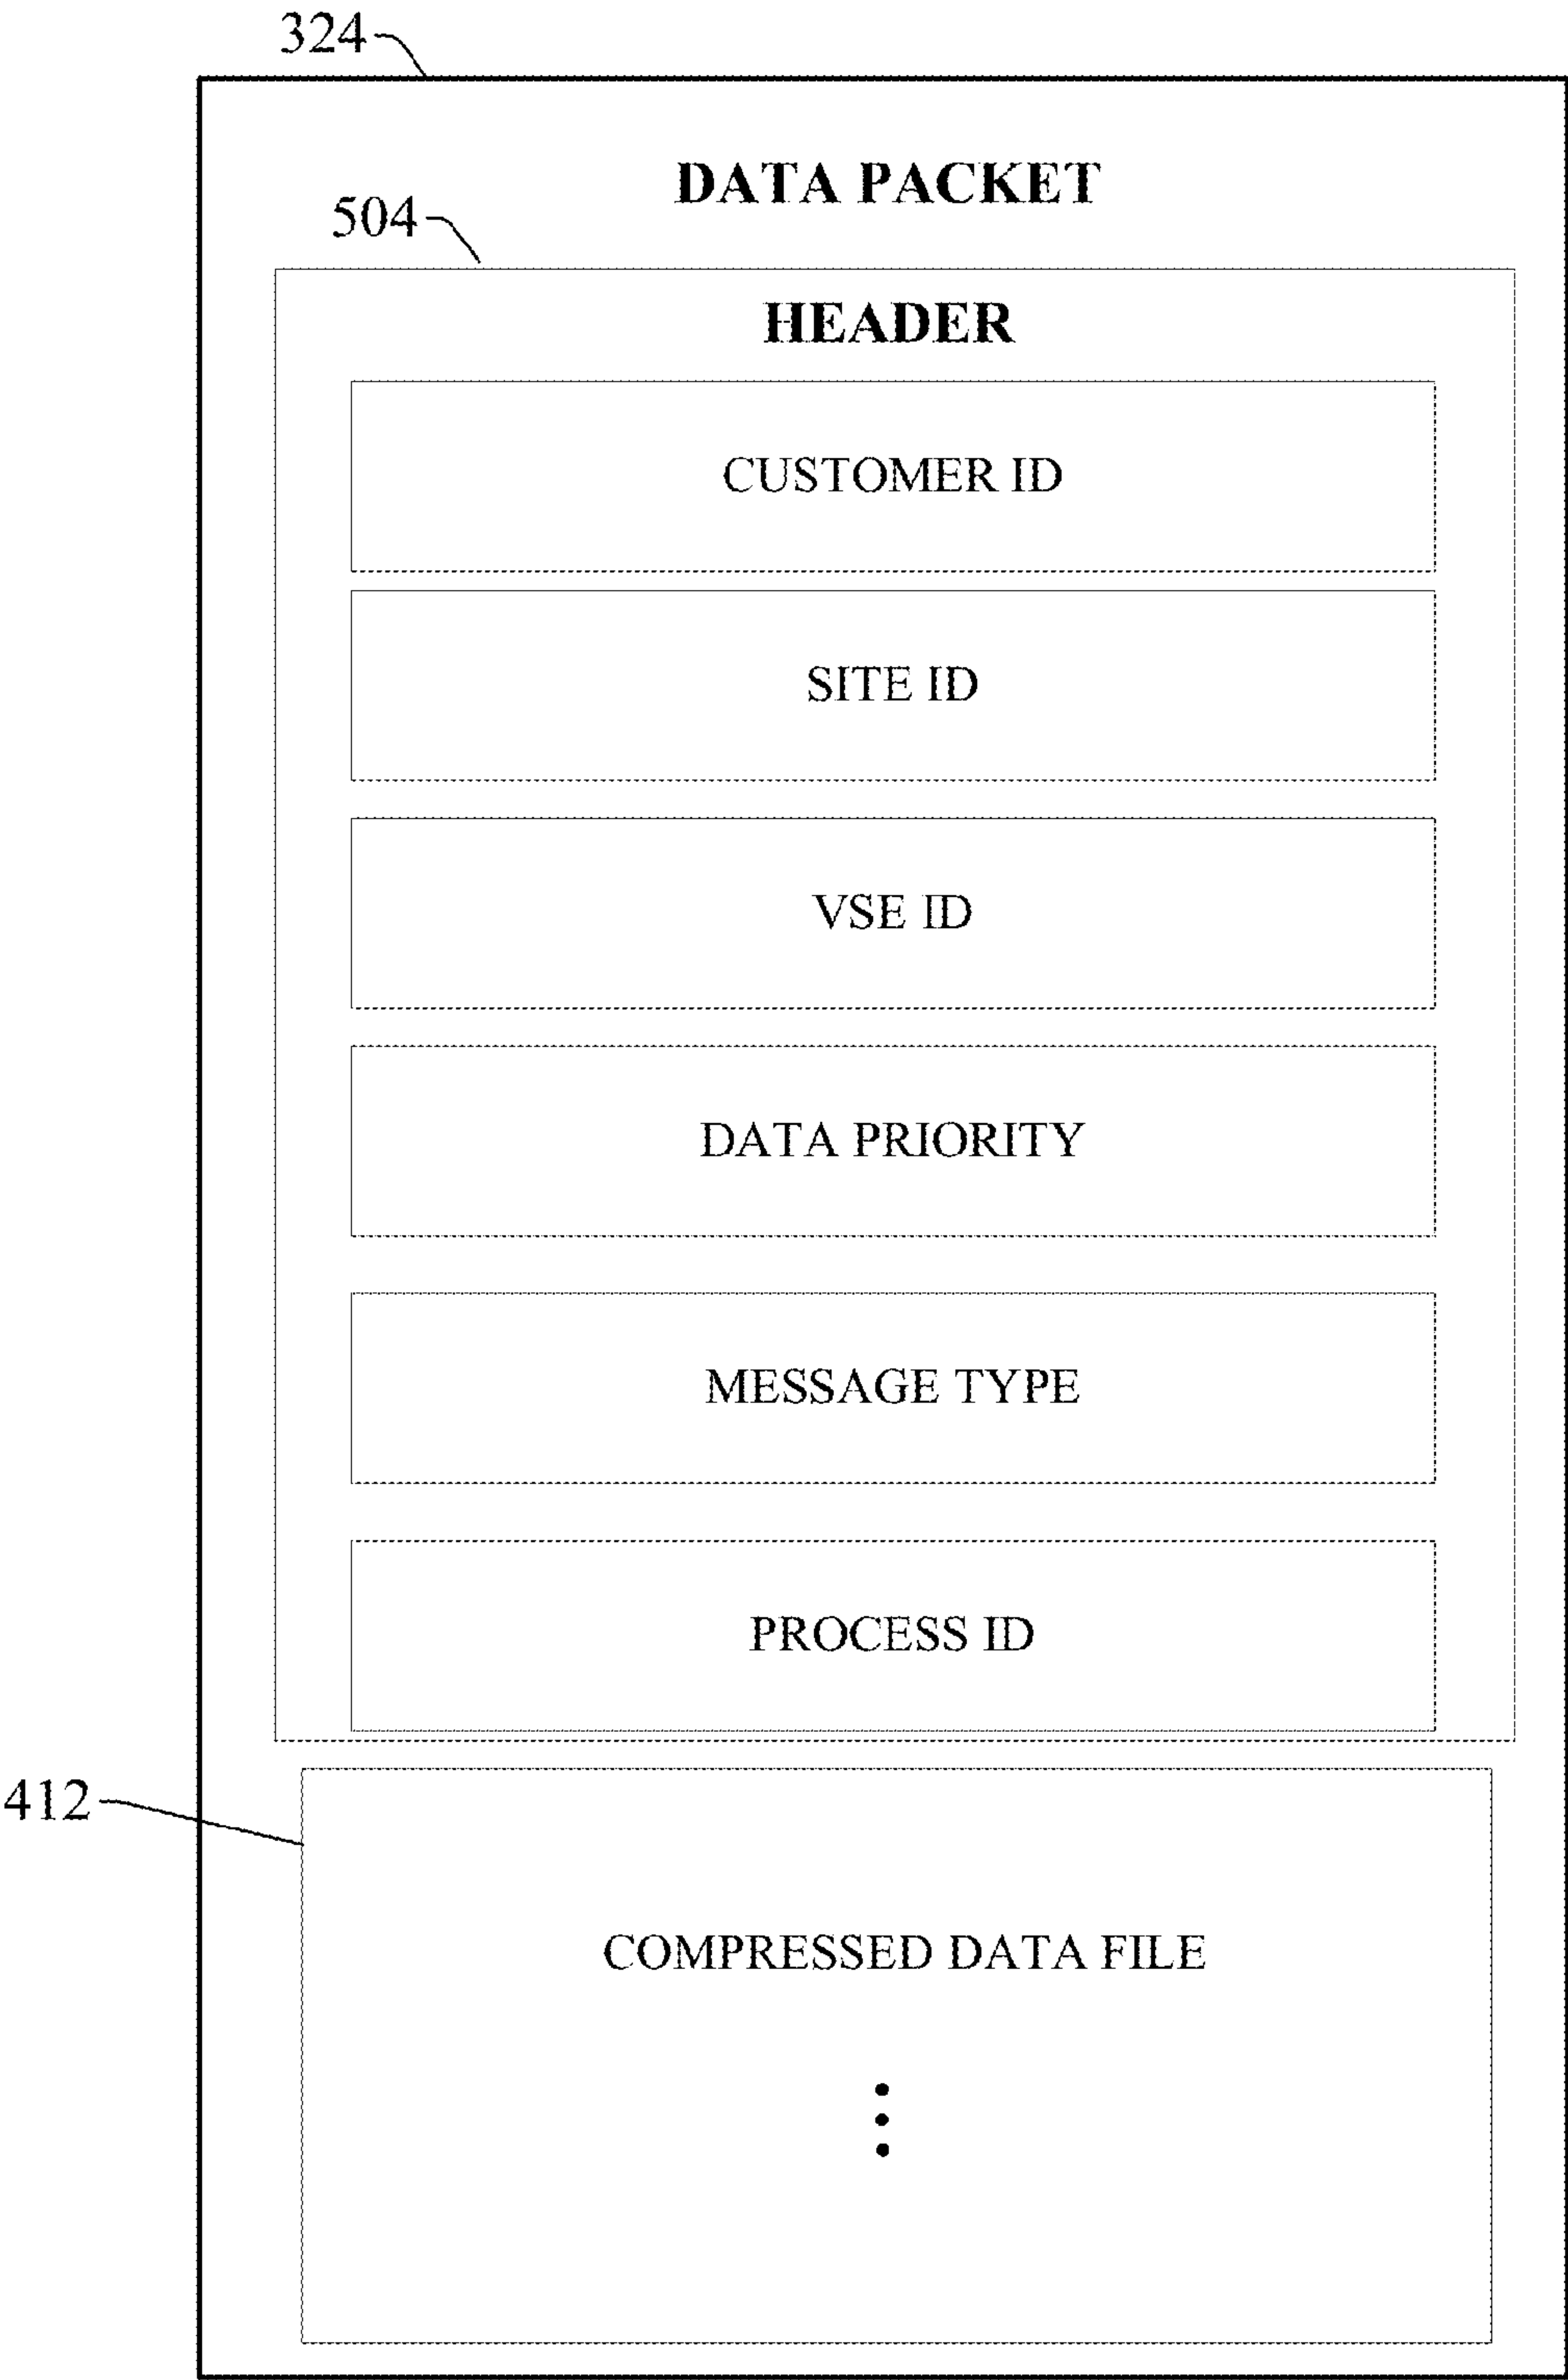 324
DATA PACKET
504
HEADER
CUSTOMER ID
SITE ID
VSE ID
DATA PRIORITY
MESSAGE TYPE
PROCESS ID
412
COMPRESSED DATA FILE